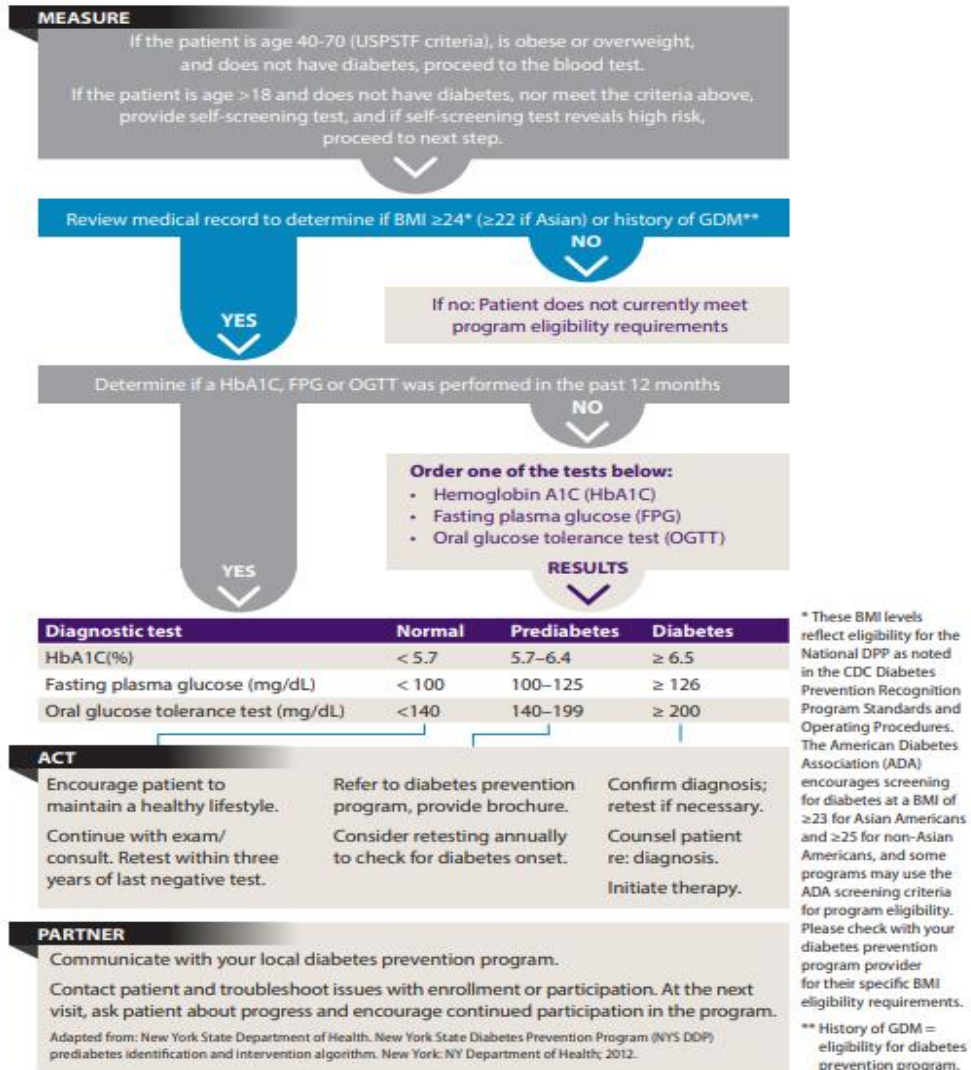 MEASURE
If the patient is age 40-70 (USPSTF criteria), is obese or overweight,
and does not have diabetes, proceed to the blood test.
If the patient is age >18 and does not have diabetes, nor meet the criteria above,
provide self-screening test, and if self-screening test reveals high risk,
proceed to next step.
Review medical record to determine if BMI ≥24* (≥22 if Asian) or history of GDM**
NO
If no: Patient does not currently meet
program eligibility requirements
YES
Determine if a HbA1C, FPG or OGTT was performed in the past 12 months
NO
Order one of the tests below:
• Hemoglobin A1C (HbA1C)
• Fasting plasma glucose (FPG)
• Oral glucose tolerance test (OGTT)
RESULTS
YES
Diagnostic test Normal Prediabetes Diabetes
HbA1C(%) < 5.7 5.7–6.4 ≥ 6.5
Fasting plasma glucose (mg/dL) < 100 100–125 ≥ 126
Oral glucose tolerance test (mg/dL) <140 140–199 ≥ 200
ACT
Encourage patient to
maintain a healthy lifestyle.
Continue with exam/
consult. Retest within three
years of last negative test.
Refer to diabetes prevention
program, provide brochure.
Consider retesting annually
to check for diabetes onset.
Confirm diagnosis;
retest if necessary.
Counsel patient
re: diagnosis.
Initiate therapy.
PARTNER
Communicate with your local diabetes prevention program.
Contact patient and troubleshoot issues with enrollment or participation. At the next
visit, ask patient about progress and encourage continued participation in the program.
Adapted from: New York State Department of Health. New York State Diabetes Prevention Program (NYS DDP)
prediabetes identification and intervention algorithm. New York: NY Department of Health; 2012.
* These BMI levels
reflect eligibility for the
National DPP as noted
in the CDC Diabetes
Prevention Recognition
Program Standards and
Operating Procedures.
The American Diabetes
Association (ADA)
encourages screening
for diabetes at a BMI of
≥23 for Asian Americans
and ≥25 for non–Asian
Americans, and some
programs may use the
ADA screening criteria
for program eligibility.
Please check with your
diabetes prevention
program provider
for their specific BMI
eligibility requirements.
** History of GDM =
eligibility for diabetes
prevention program.